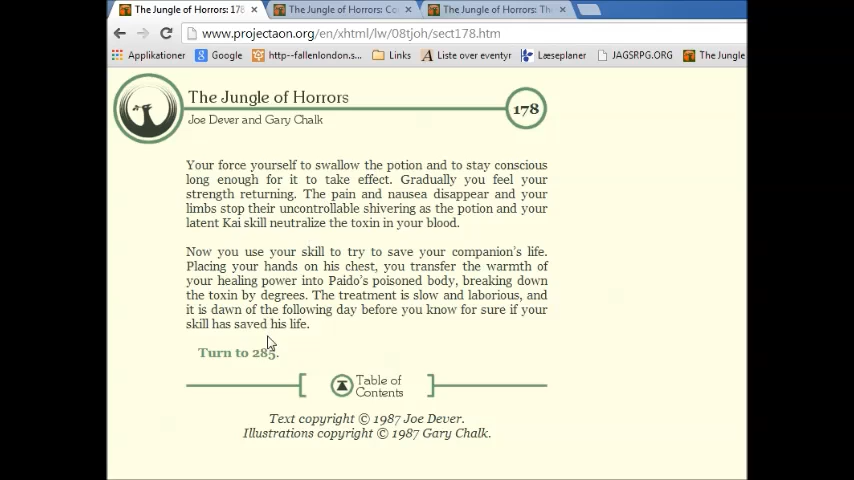 The Jungle of Horrors: 178
The Jungle of Horrors: Co
The Jungle of Horrors: Th
www.projectaon.org/en/xhtml/lw/08tjoh/sect178.htm
Applikationer
Google
http--fallenlondon.s...
Links
Liste over eventyr
Læseplaner
JAGSRPG.ORG
The Jungle
The Jungle of Horrors
178
Joe Dever and Gary Chalk
Your force yourself to swallow the potion and to stay conscious
long enough for it to take effect. Gradually you feel your
strength returning. The pain and nausea disappear and your
limbs stop their uncontrollable shivering as the potion and your
latent Kai skill neutralize the toxin in your blood.
Now you use your skill to try to save your companion's life.
Placing your hands on his chest, you transfer the warmth of
your healing power into Paido's poisoned body, breaking down
the toxin by degrees. The treatment is slow and laborious, and
it is dawn of the following day before you know for sure if your
skill has saved his life.
Turn to 285.
Table of
Contents
Text copyright © 1987 Joe Dever.
Illustrations copyright © 1987 Gary Chalk.